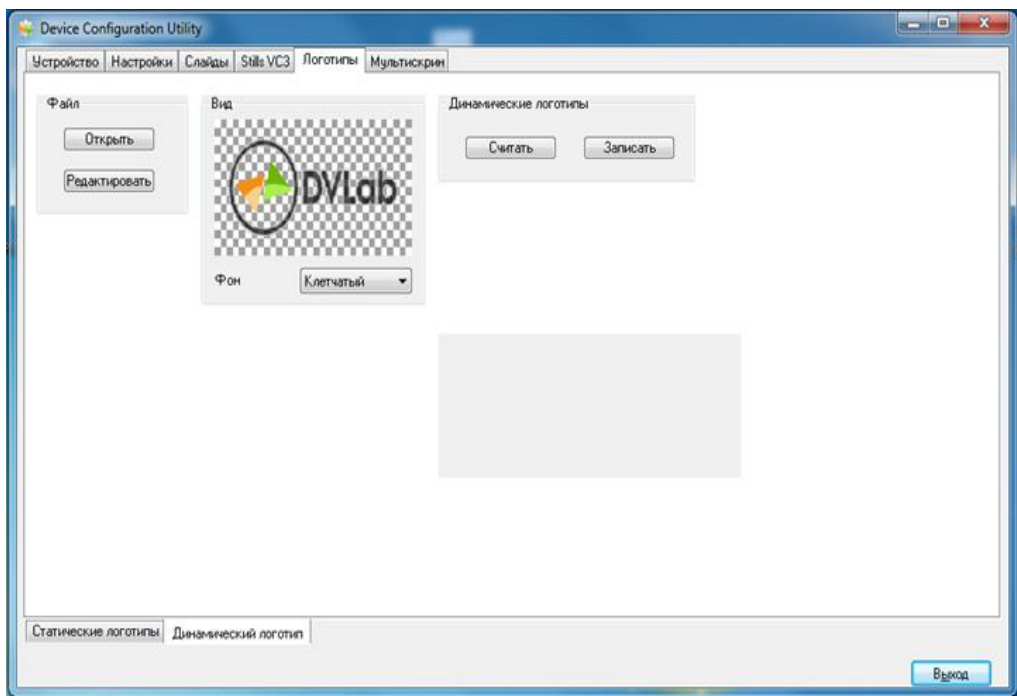 Device Configuration Utility
Устройство Настройки Слайды Stills VC3 Логотипы Мультискрин
Файл
Открыть
Редактировать
Вид
DVLab
Фон Клетчатый
Динамические логотипы
Считать Записать
Статические логотипы Динамический логотип
Выход